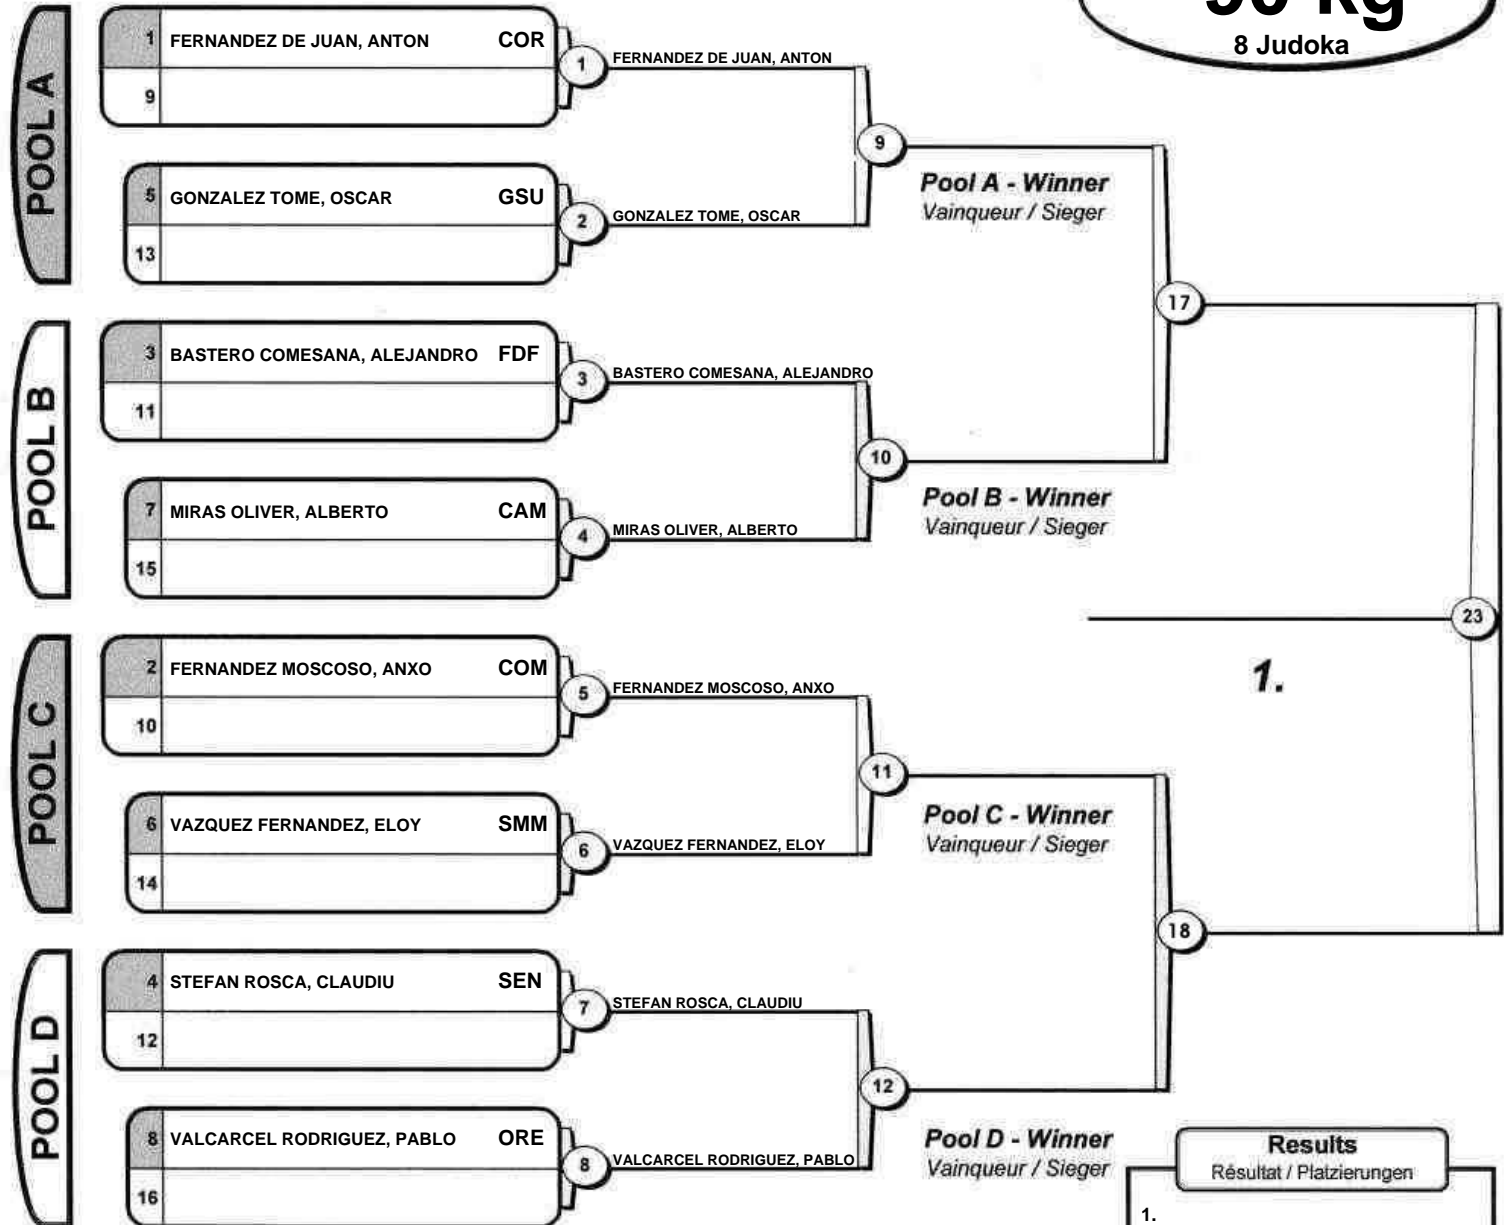 90 kg
8 Judoka
POOL A
1 FERNANDEZ DE JUAN, ANTON COR
9
1 FERNANDEZ DE JUAN, ANTON
5 GONZALEZ TOME, OSCAR GSU
13
2 GONZALEZ TOME, OSCAR
9
Pool A - Winner
Vainqueur / Sieger
17
POOL B
3 BASTERO COMESANA, ALEJANDRO FDF
11
3 BASTERO COMESANA, ALEJANDRO
7 MIRAS OLIVER, ALBERTO CAM
15
4 MIRAS OLIVER, ALBERTO
10
Pool B - Winner
Vainqueur / Sieger
23
1.
POOL C
2 FERNANDEZ MOSCOSO, ANXO COM
10
5 FERNANDEZ MOSCOSO, ANXO
6 VAZQUEZ FERNANDEZ, ELOY SMM
14
6 VAZQUEZ FERNANDEZ, ELOY
11
Pool C - Winner
Vainqueur / Sieger
18
POOL D
4 STEFAN ROSCA, CLAUDIU SEN
12
7 STEFAN ROSCA, CLAUDIU
8 VALCARCEL RODRIGUEZ, PABLO ORE
16
8 VALCARCEL RODRIGUEZ, PABLO
12
Pool D - Winner
Vainqueur / Sieger
Results
Résultat / Platzierungen
1.